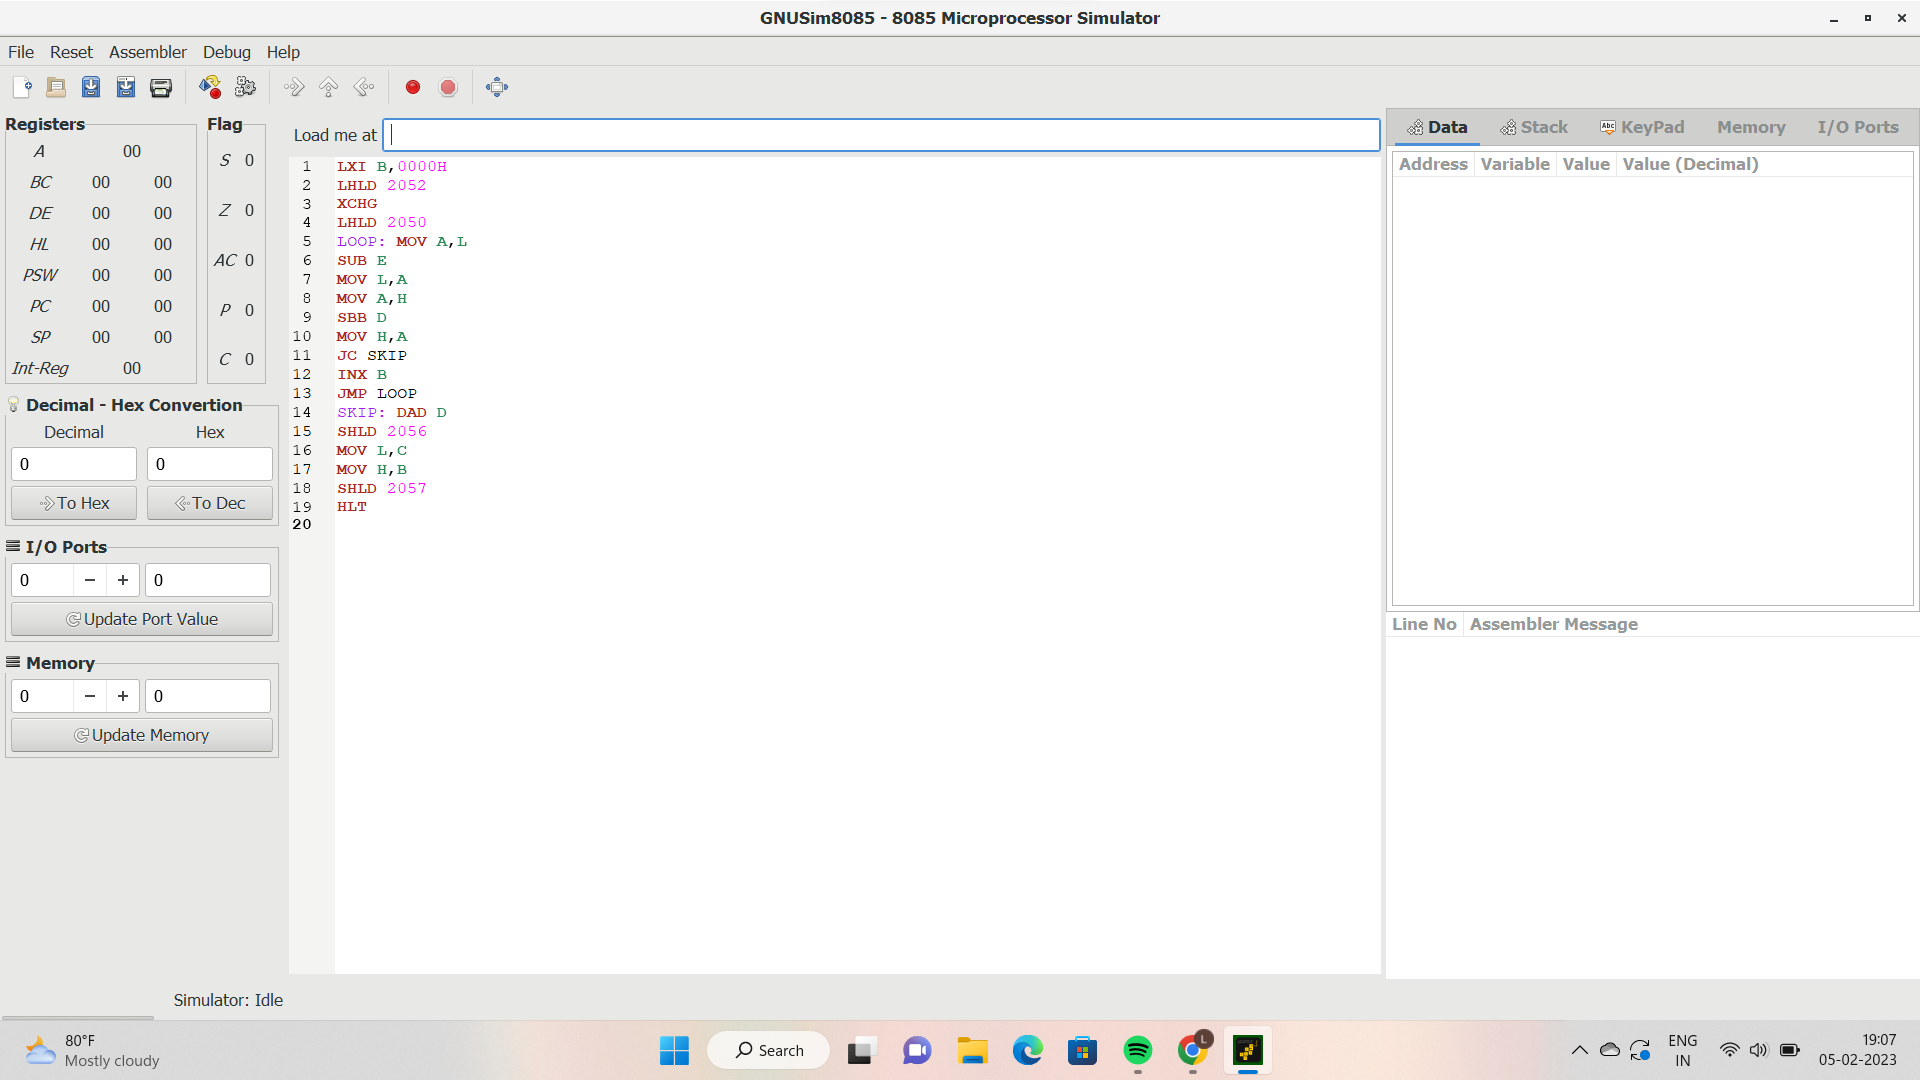 GNUSim8085 - 8085 Microprocessor Simulator
File Reset Assembler Debug Help
Registers
A 00
BC 00 00
DE 00 00
HL 00 00
PSW 00 00
PC 00 00
SP 00 00
Int-Reg 00
Flag
S 0
Z 0
AC 0
P 0
C 0
Decimal - Hex Convertion
Decimal Hex
0 0
To Hex To Dec
I/O Ports
0 − + 0
Update Port Value
Memory
0 − + 0
Update Memory
Load me at
1 LXI B,0000H
2 LHLD 2052
3 XCHG
4 LHLD 2050
5 LOOP: MOV A,L
6 SUB E
7 MOV L,A
8 MOV A,H
9 SBB D
10 MOV H,A
11 JC SKIP
12 INX B
13 JMP LOOP
14 SKIP: DAD D
15 SHLD 2056
16 MOV L,C
17 MOV H,B
18 SHLD 2057
19 HLT
20
Data Stack Abc KeyPad Memory I/O Ports
Address Variable Value Value (Decimal)
Line No Assembler Message
Simulator: Idle
80°F
Mostly cloudy
Search
L
ENG
IN
19:07
05-02-2023